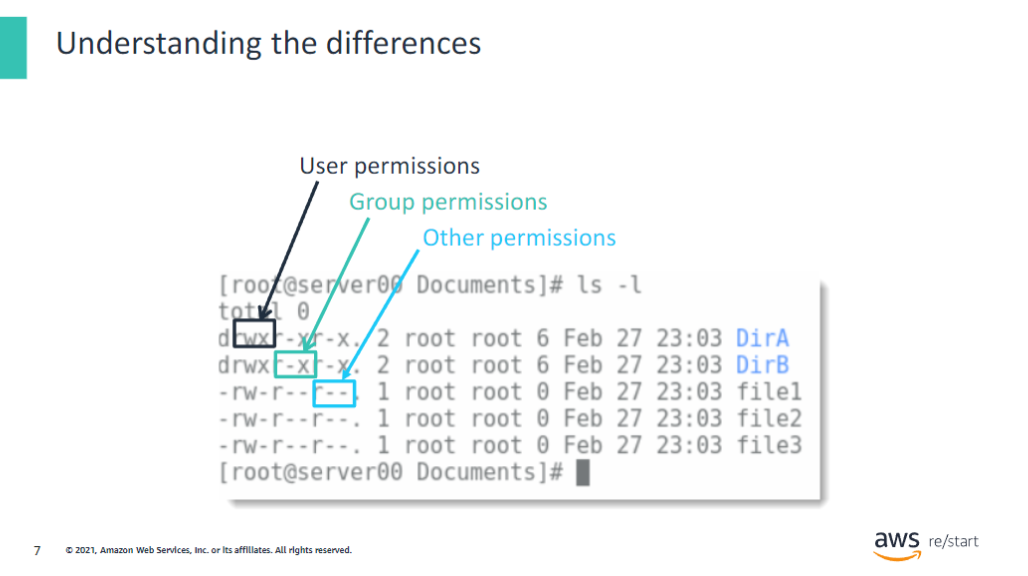 Understanding the differences
User permissions
Group permissions
Other permissions
[root@server00 Documents]# ls -l
total 0
drwxr-xr-x. 2 root root 6 Feb 27 23:03 DirA
drwxr-xr-x. 2 root root 6 Feb 27 23:03 DirB
-rw-r--r--. 1 root root 0 Feb 27 23:03 file1
-rw-r--r--. 1 root root 0 Feb 27 23:03 file2
-rw-r--r--. 1 root root 0 Feb 27 23:03 file3
[root@server00 Documents]#
7 © 2021, Amazon Web Services, Inc. or its affiliates. All rights reserved.
aws re/start